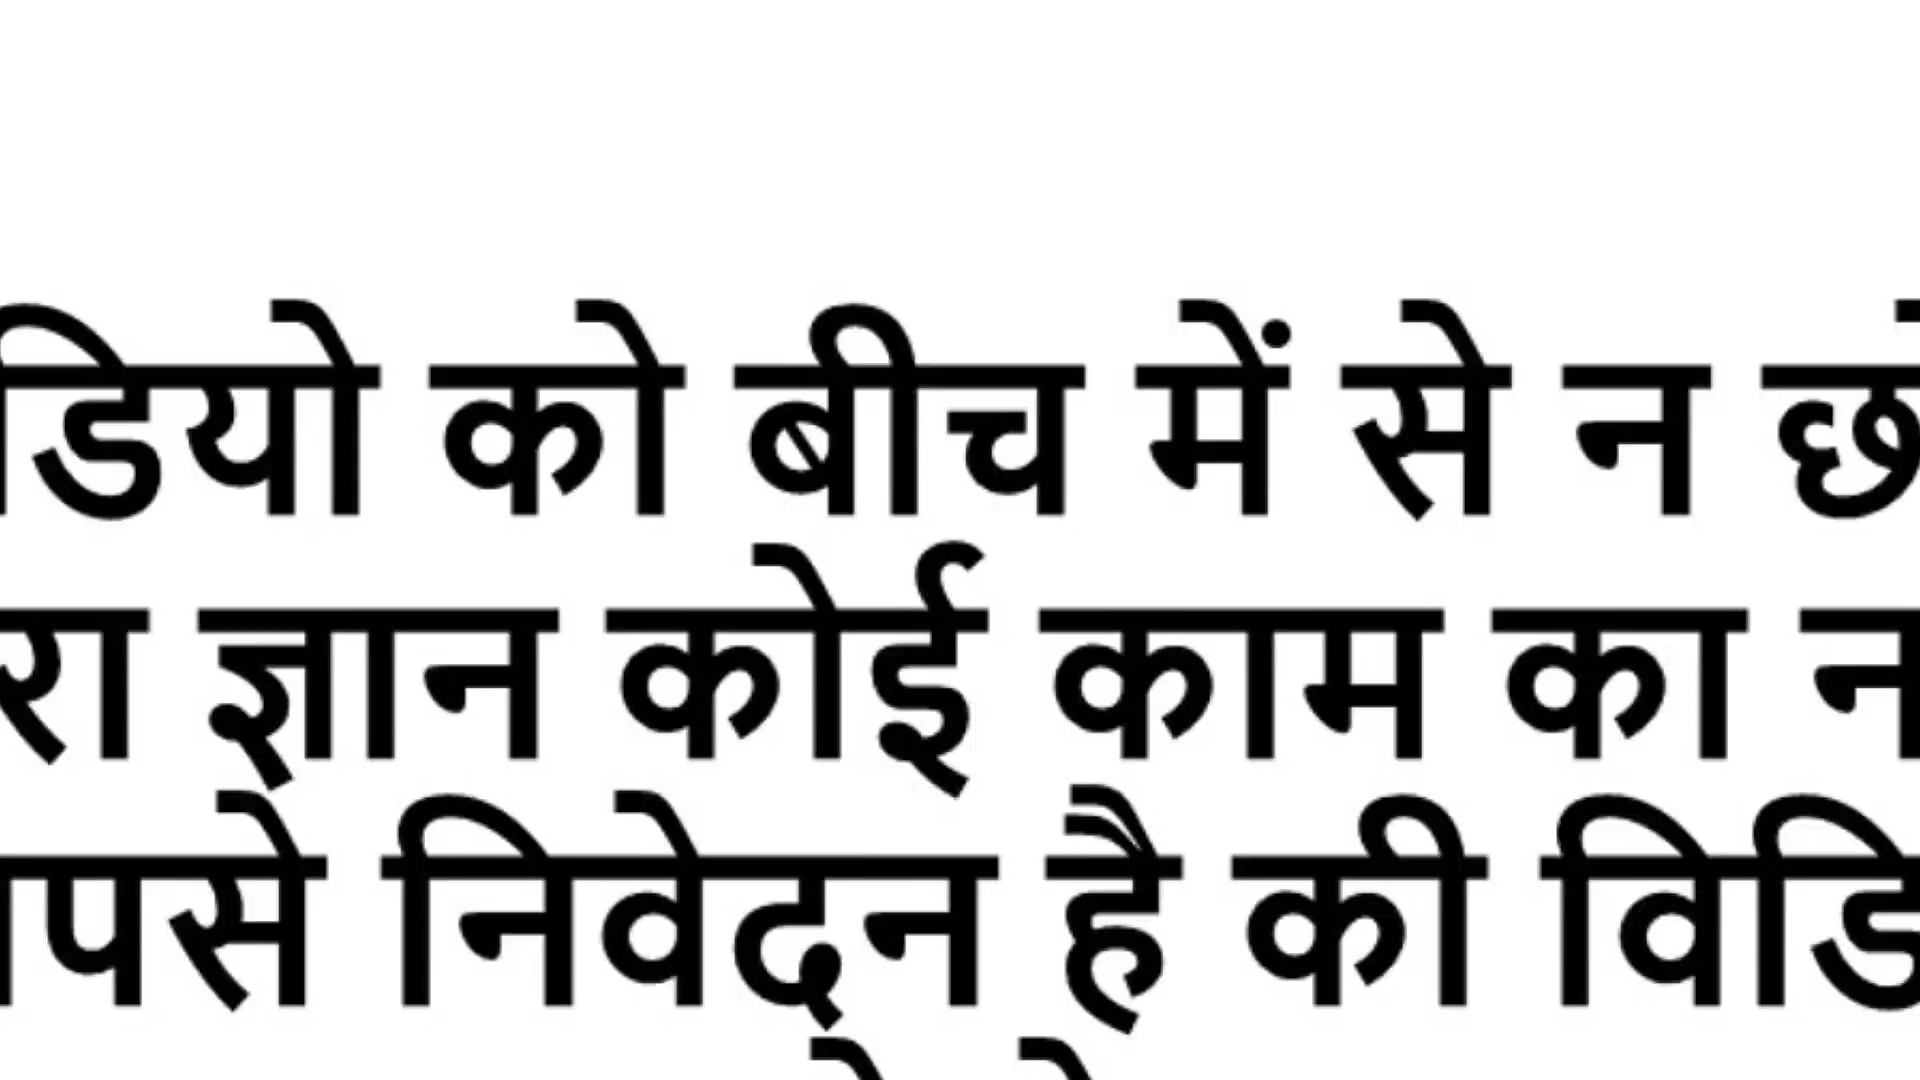 डियो को बीच में से न
रा ज्ञान कोई काम का
पसे निवेदन है की विडि